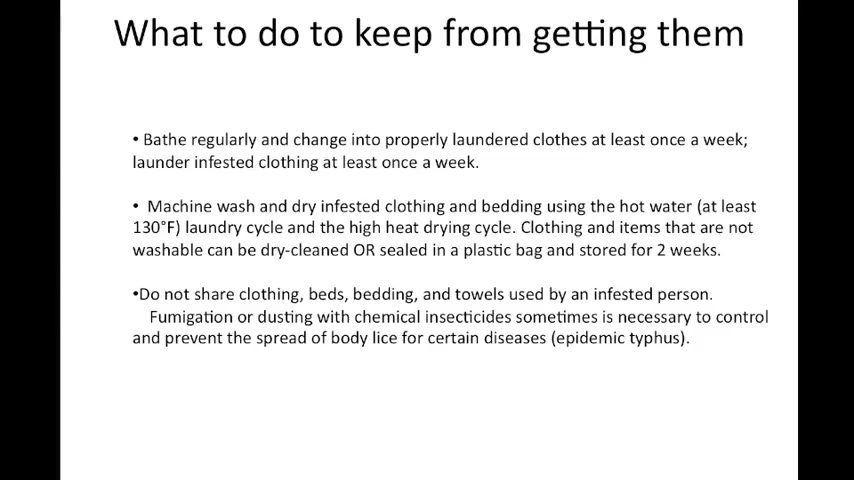 What to do to keep from getting them
• Bathe regularly and change into properly laundered clothes at least once a week;
launder infested clothing at least once a week.
• Machine wash and dry infested clothing and bedding using the hot water (at least
130°F) laundry cycle and the high heat drying cycle. Clothing and items that are not
washable can be dry-cleaned OR sealed in a plastic bag and stored for 2 weeks.
•Do not share clothing, beds, bedding, and towels used by an infested person.
Fumigation or dusting with chemical insecticides sometimes is necessary to control
and prevent the spread of body lice for certain diseases (epidemic typhus).